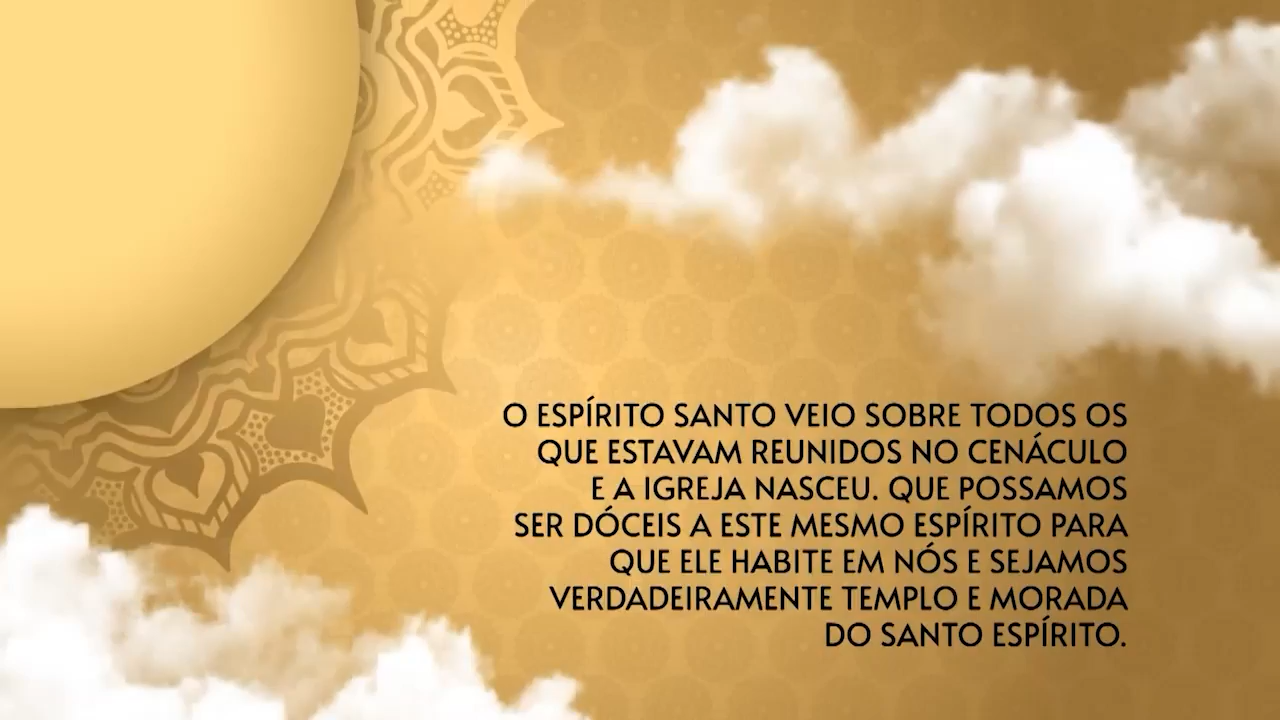 O ESPÍRITO SANTO VEIO SOBRE TODOS OS
QUE ESTAVAM REUNIDOS NO CENÁCULO
E A IGREJA NASCEU. QUE POSSAMOS
SER DÓCEIS A ESTE MESMO ESPÍRITO PARA
QUE ELE HABITE EM NÓS E SEJAMOS
VERDADEIRAMENTE TEMPLO E MORADA
DO SANTO ESPÍRITO.